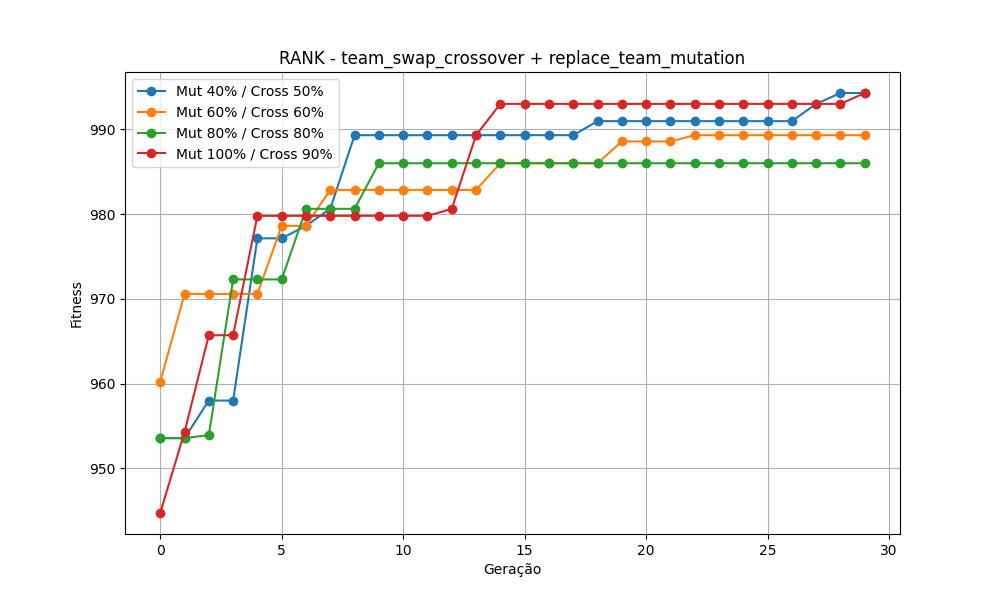 RANK - team_swap_crossover + replace_team_mutation
Mut 40% / Cross 50%
Mut 60% / Cross 60%
Mut 80% / Cross 80%
Mut 100% / Cross 90%
990
980
970
960
950
Fitness
0 5 10 15 20 25 30
Geração